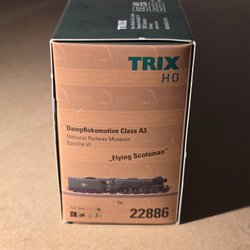 TRIX
H0
Dampflokomotive Class A3
National Railway Museum
Epoche VI
„Flying Scotsman"
22886